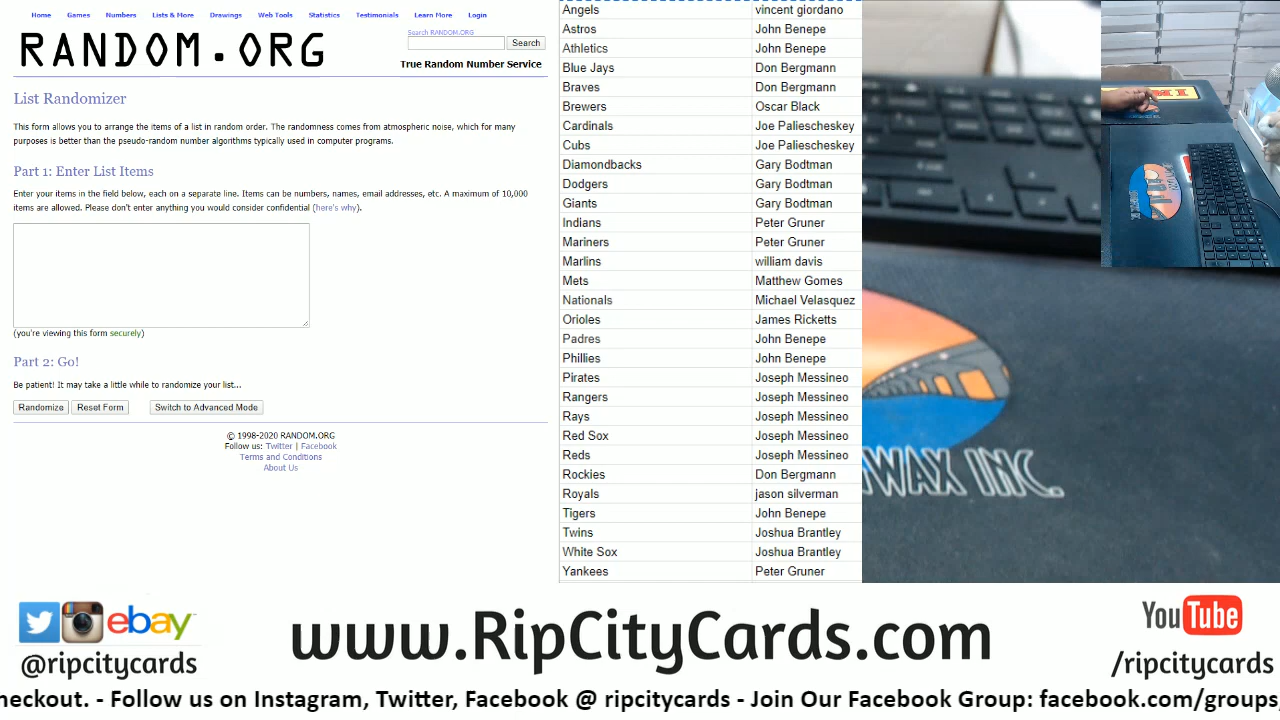 Home Games Numbers Lists & More Drawings Web Tools Statistics Testimonials Learn More Login
RANDOM.ORG
Search RANDOM.ORG
Search
True Random Number Service
List Randomizer
This form allows you to arrange the items of a list in random order. The randomness comes from atmospheric noise, which for many
purposes is better than the pseudo-random number algorithms typically used in computer programs.
Part 1: Enter List Items
Enter your items in the field below, each on a separate line. Items can be numbers, names, email addresses, etc. A maximum of 10,000
items are allowed. Please don't enter anything you would consider confidential (here's why).
(you're viewing this form securely)
Part 2: Go!
Be patient! It may take a little while to randomize your list...
Randomize Reset Form Switch to Advanced Mode
© 1998-2020 RANDOM.ORG
Follow us: Twitter | Facebook
Terms and Conditions
About Us
Angels vincent giordano
Astros John Benepe
Athletics John Benepe
Blue Jays Don Bergmann
Braves Don Bergmann
Brewers Oscar Black
Cardinals Joe Paliescheskey
Cubs Joe Paliescheskey
Diamondbacks Gary Bodtman
Dodgers Gary Bodtman
Giants Gary Bodtman
Indians Peter Gruner
Mariners Peter Gruner
Marlins william davis
Mets Matthew Gomes
Nationals Michael Velasquez
Orioles James Ricketts
Padres John Benepe
Phillies John Benepe
Pirates Joseph Messineo
Rangers Joseph Messineo
Rays Joseph Messineo
Red Sox Joseph Messineo
Reds Joseph Messineo
Rockies Don Bergmann
Royals jason silverman
Tigers John Benepe
Twins Joshua Brantley
White Sox Joshua Brantley
Yankees Peter Gruner
WAX INC.
ebay
@ripcitycards
www.RipCityCards.com
YouTube
/ripcitycards
heckout. - Follow us on Instagram, Twitter, Facebook @ ripcitycards - Join Our Facebook Group: facebook.com/groups/